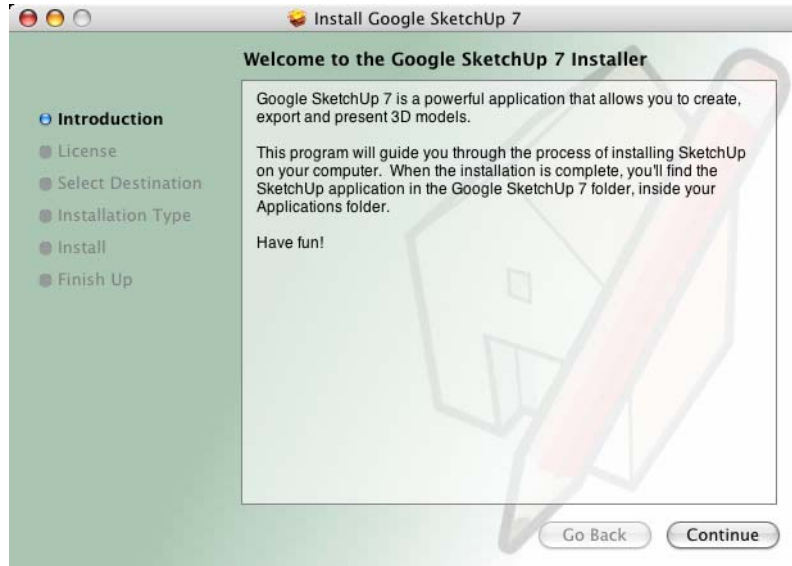 Install Google SketchUp 7
Welcome to the Google SketchUp 7 Installer
Introduction
License
Select Destination
Installation Type
Install
Finish Up
Google SketchUp 7 is a powerful application that allows you to create,
export and present 3D models.
This program will guide you through the process of installing SketchUp
on your computer.  When the installation is complete, you'll find the
SketchUp application in the Google SketchUp 7 folder, inside your
Applications folder.
Have fun!
Go Back
Continue